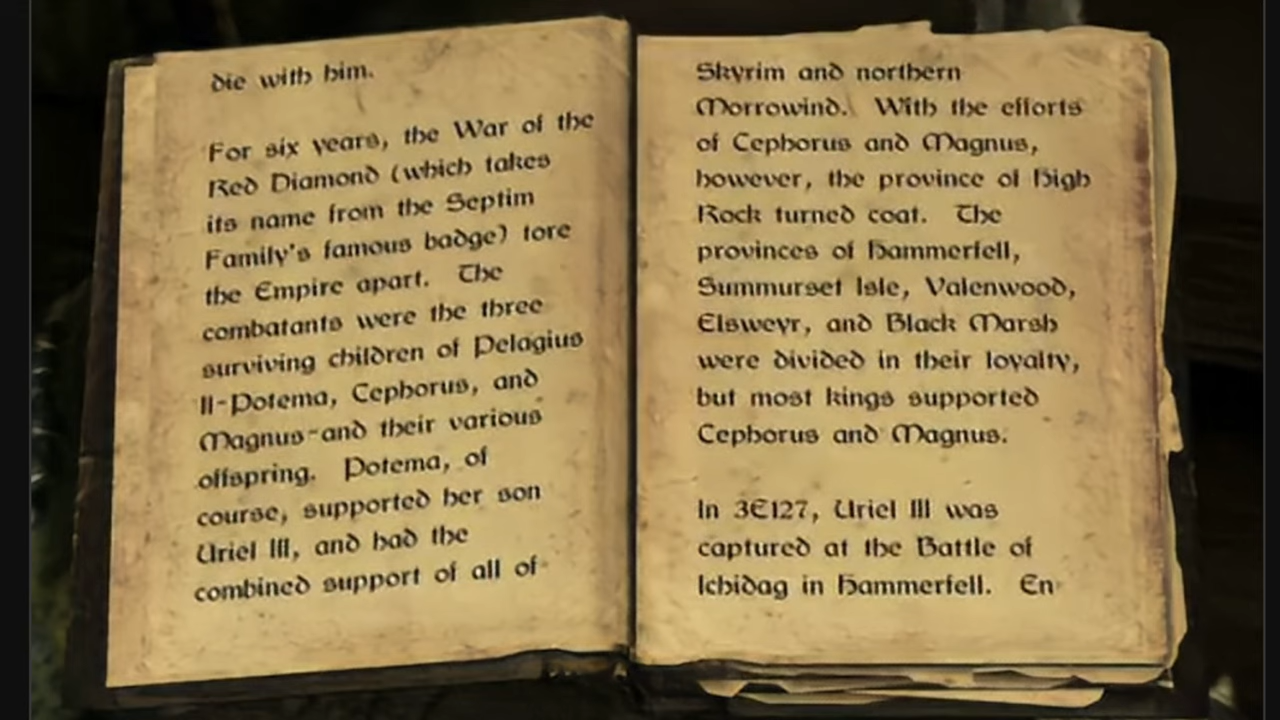 die with him.
For six years, the War of the
Red Diamond (which takes
its name from the Septim
Family's famous badge) tore
the Empire apart. The
combatants were the three
surviving children of Pelagius
II-Potema, Cephorus, and
Magnus-and their various
offspring. Potema, of
course, supported her son
Uriel III, and had the
combined support of all of
Skyrim and northern
Morrowind. With the efforts
of Cephorus and Magnus,
however, the province of High
Rock turned coat. The
provinces of Hammerfell,
Summurset Isle, Valenwood,
Elsweyr, and Black Marsh
were divided in their loyalty,
but most kings supported
Cephorus and Magnus.
In 3E127, Uriel III was
captured at the Battle of
Ichidag in Hammerfell. En